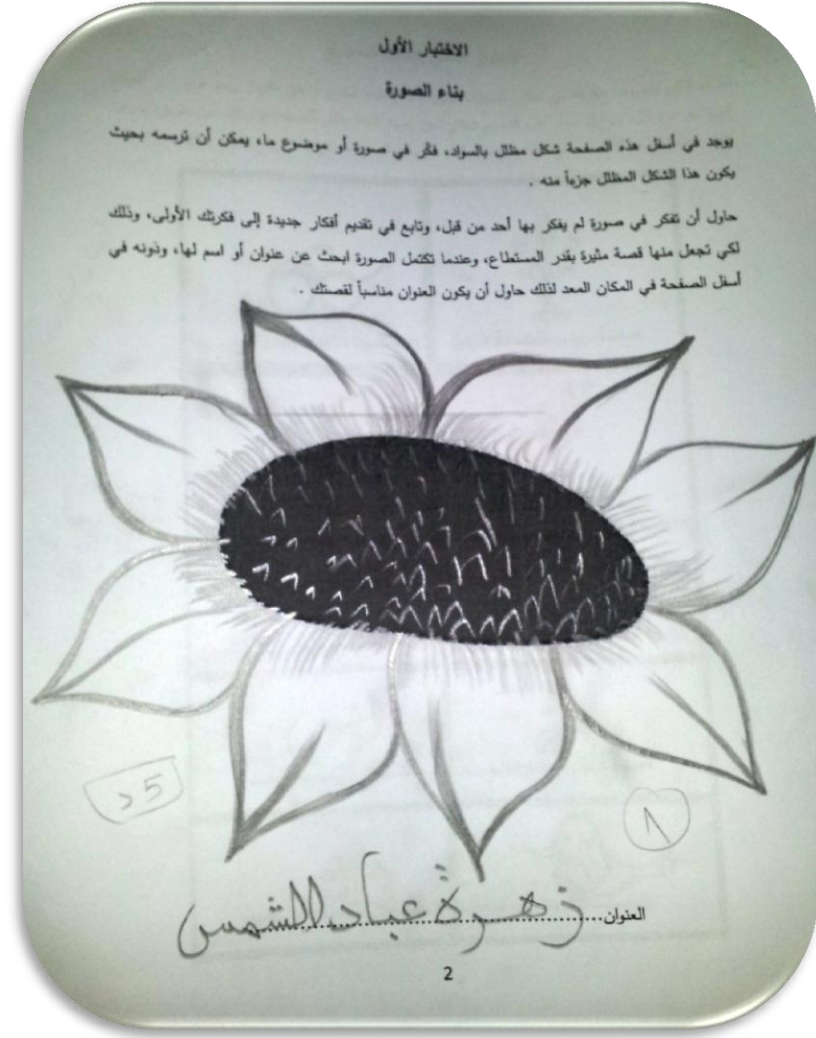 الاختبار الأول
بناء الصورة
يوجد في أسفل هذه الصفحة شكل مظلل بالسواد، فكّر في صورة أو موضوع ما، يمكن أن ترسمه بحيث
يكون هذا الشكل المظلل جزءاً منه .
حاول أن تفكر في صورة لم يفكر بها أحد من قبل، وتابع في تقديم أفكار جديدة إلى فكرتك الأولى، وذلك
لكي تجعل منها قصة مثيرة بقدر المستطاع، وعندما تكتمل الصورة ابحث عن عنوان أو اسم لها، ودونه في
أسفل الصفحة في المكان المعد لذلك حاول أن يكون العنوان مناسباً لقصتك .
٨
العنوان................زهرة عباد الشمس
2